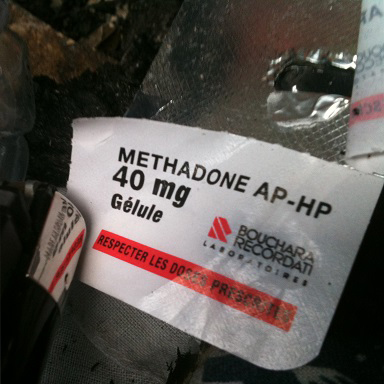 METHADONE AP-HP
40 mg
Gélule
BOUCHARA
RECORDATI
LABORATOIRES
RESPECTER LES DOSES PRESCRITES